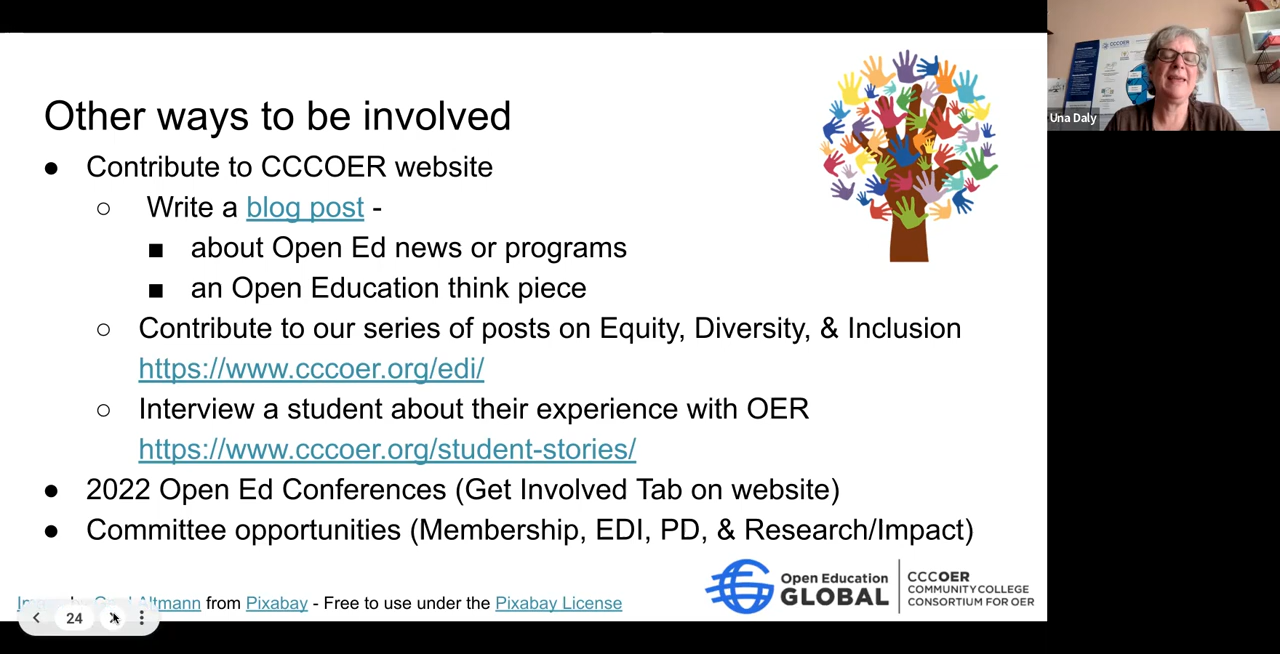 Other ways to be involved
● Contribute to CCCOER website
○ Write a blog post -
■ about Open Ed news or programs
■ an Open Education think piece
○ Contribute to our series of posts on Equity, Diversity, & Inclusion
https://www.cccoer.org/edi/
○ Interview a student about their experience with OER
https://www.cccoer.org/student-stories/
● 2022 Open Ed Conferences (Get Involved Tab on website)
● Committee opportunities (Membership, EDI, PD, & Research/Impact)
Open Education
GLOBAL
CCCOER
COMMUNITY COLLEGE
CONSORTIUM FOR OER
Altmann from Pixabay - Free to use under the Pixabay License
24
CCCOER
Una Daly